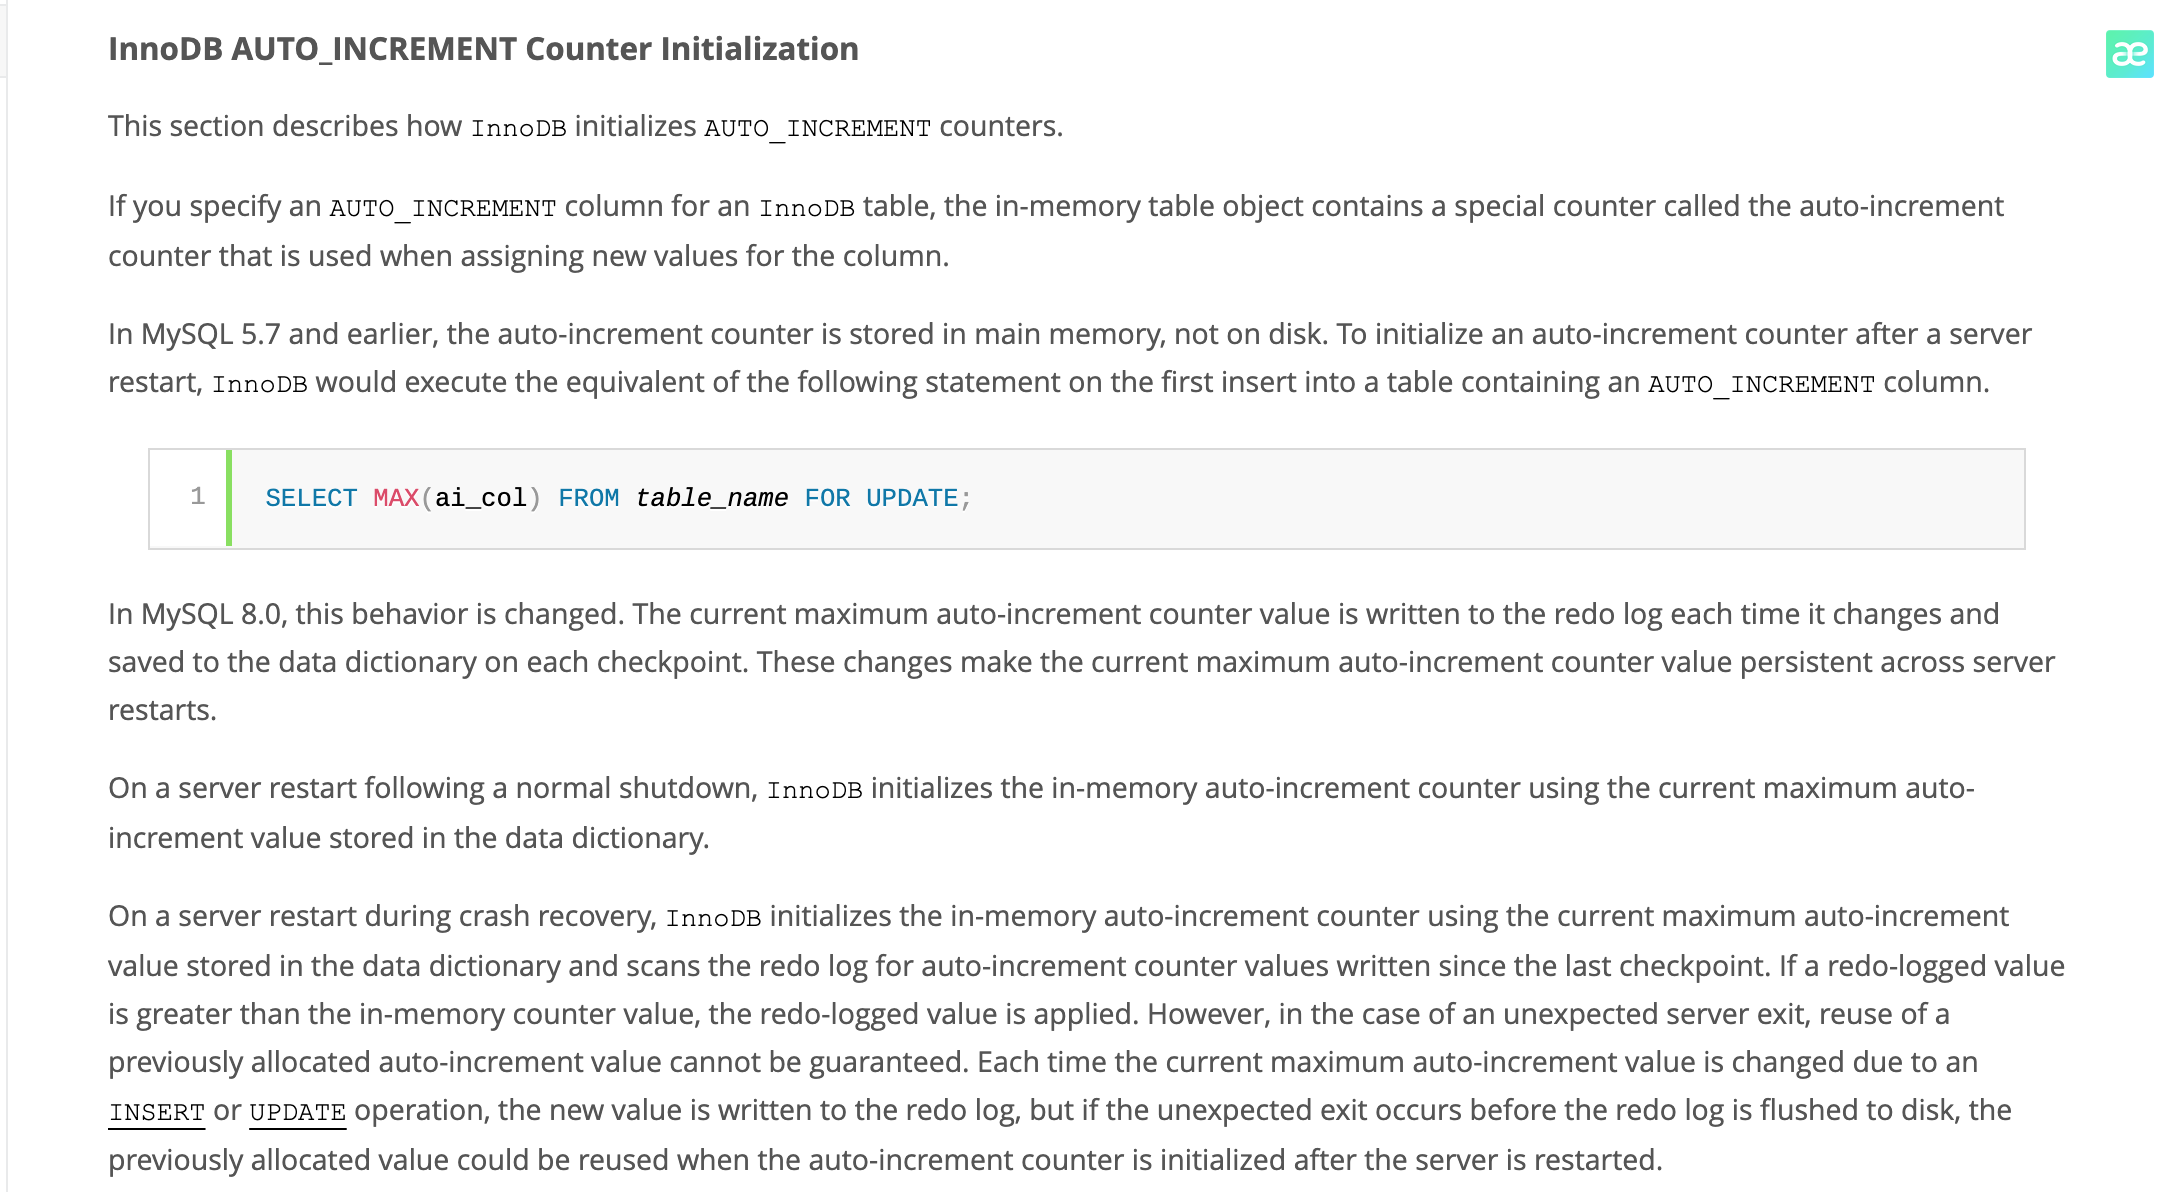 InnoDB AUTO_INCREMENT Counter Initialization
æ
This section describes how InnoDB initializes AUTO_INCREMENT counters.
If you specify an AUTO_INCREMENT column for an InnoDB table, the in-memory table object contains a special counter called the auto-increment
counter that is used when assigning new values for the column.
In MySQL 5.7 and earlier, the auto-increment counter is stored in main memory, not on disk. To initialize an auto-increment counter after a server
restart, InnoDB would execute the equivalent of the following statement on the first insert into a table containing an AUTO_INCREMENT column.
1 SELECT MAX(ai_col) FROM table_name FOR UPDATE;
In MySQL 8.0, this behavior is changed. The current maximum auto-increment counter value is written to the redo log each time it changes and
saved to the data dictionary on each checkpoint. These changes make the current maximum auto-increment counter value persistent across server
restarts.
On a server restart following a normal shutdown, InnoDB initializes the in-memory auto-increment counter using the current maximum auto-
increment value stored in the data dictionary.
On a server restart during crash recovery, InnoDB initializes the in-memory auto-increment counter using the current maximum auto-increment
value stored in the data dictionary and scans the redo log for auto-increment counter values written since the last checkpoint. If a redo-logged value
is greater than the in-memory counter value, the redo-logged value is applied. However, in the case of an unexpected server exit, reuse of a
previously allocated auto-increment value cannot be guaranteed. Each time the current maximum auto-increment value is changed due to an
INSERT or UPDATE operation, the new value is written to the redo log, but if the unexpected exit occurs before the redo log is flushed to disk, the
previously allocated value could be reused when the auto-increment counter is initialized after the server is restarted.